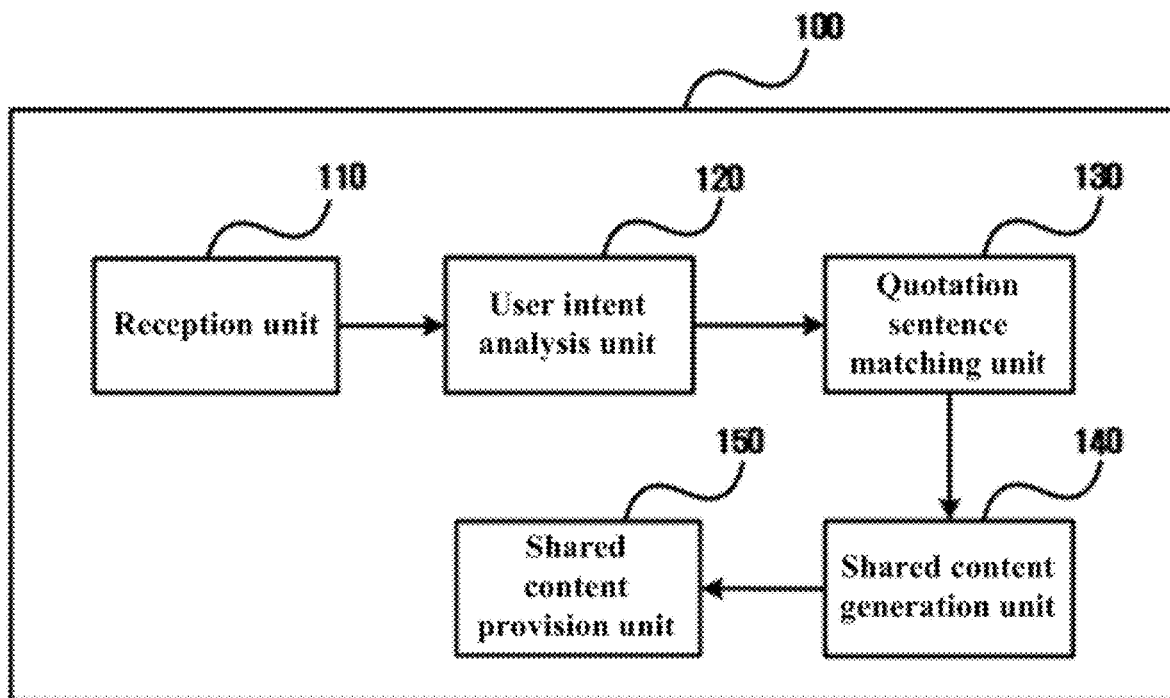 100
110
120
130
Reception unit
User intent
analysis unit
Quotation
sentence
matching unit
150
140
Shared
content
provision unit
Shared content
generation unit